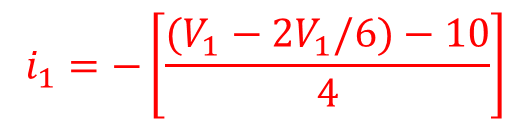 i₁ = −[((V₁ − 2V₁/6) − 10)/4]